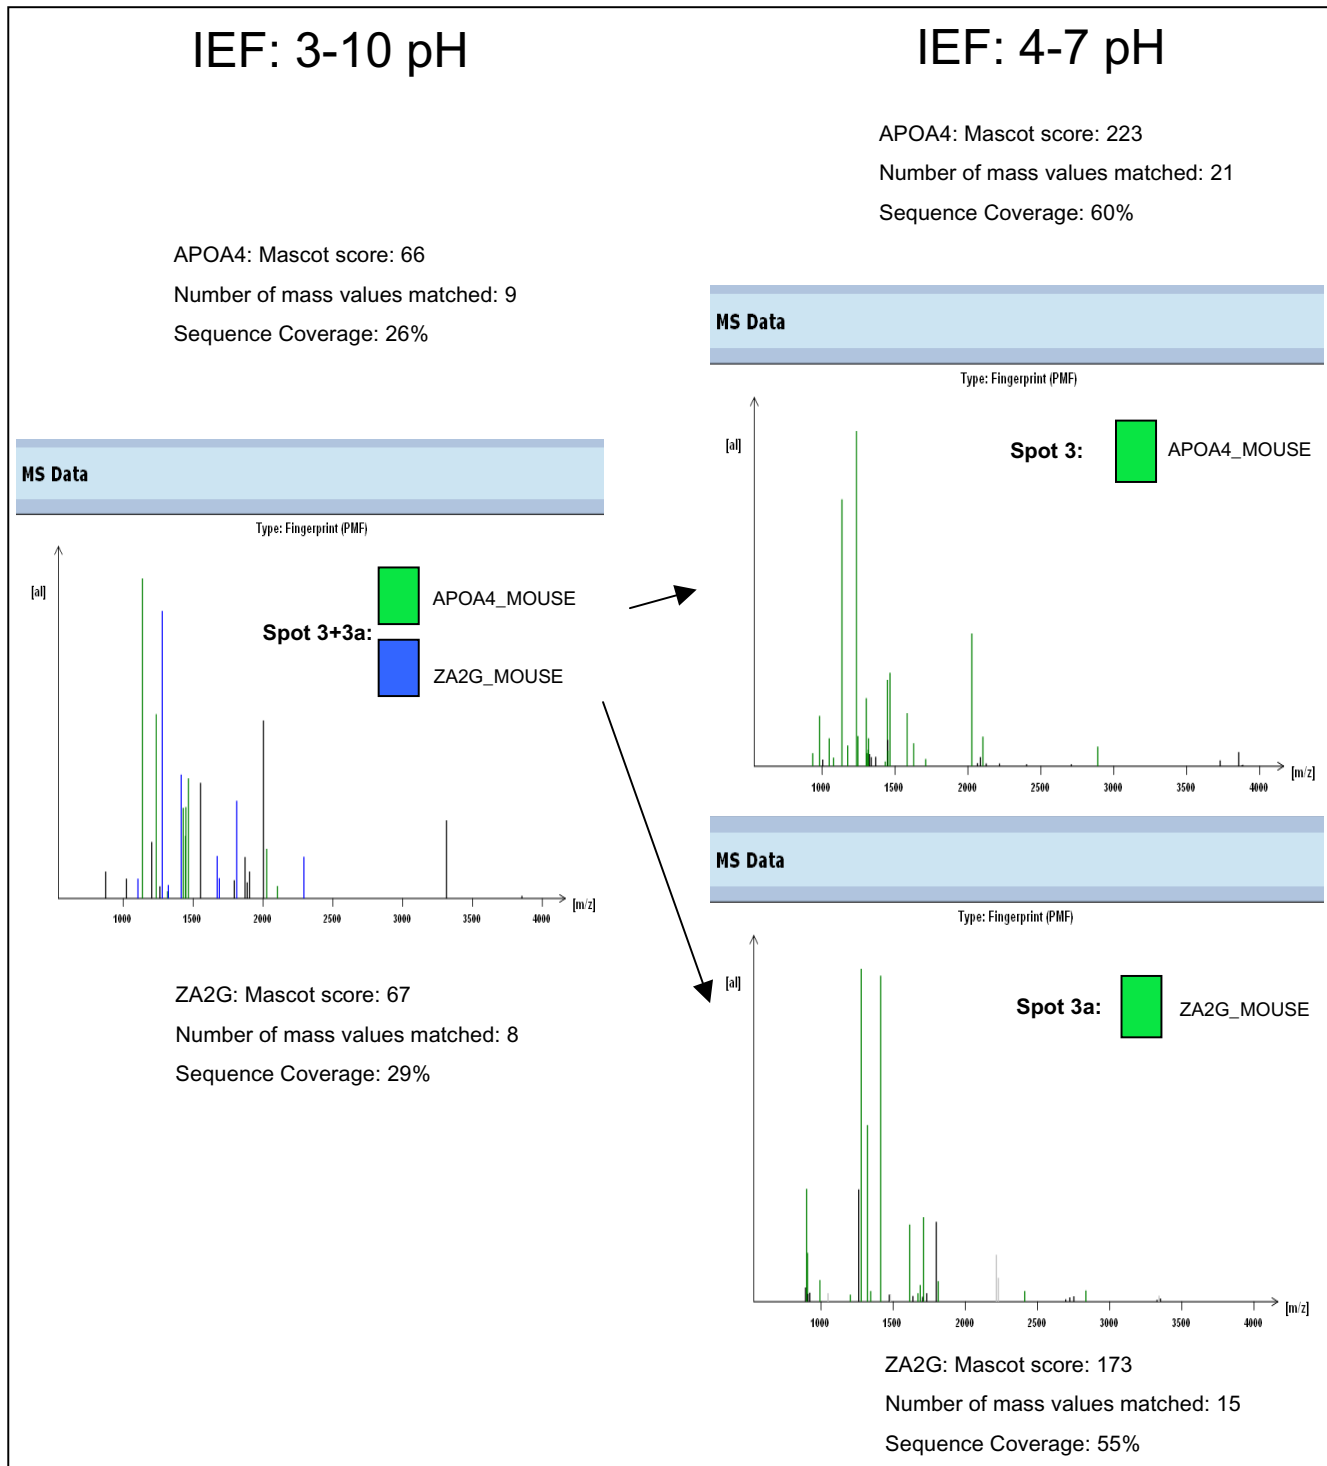 IEF: 3-10 pH
APOA4: Mascot score: 66
Number of mass values matched: 9
Sequence Coverage: 26%
MS Data
Type: Fingerprint (PMF)
[aI]
Spot 3+3a:
APOA4_MOUSE
ZA2G_MOUSE
1000 1500 2000 2500 3000 3500 4000
[m/z]
ZA2G: Mascot score: 67
Number of mass values matched: 8
Sequence Coverage: 29%
IEF: 4-7 pH
APOA4: Mascot score: 223
Number of mass values matched: 21
Sequence Coverage: 60%
MS Data
Type: Fingerprint (PMF)
[aI]
Spot 3: APOA4_MOUSE
1000 1500 2000 2500 3000 3500 4000
[m/z]
MS Data
Type: Fingerprint (PMF)
[aI]
Spot 3a: ZA2G_MOUSE
1000 1500 2000 2500 3000 3500 4000
[m/z]
ZA2G: Mascot score: 173
Number of mass values matched: 15
Sequence Coverage: 55%